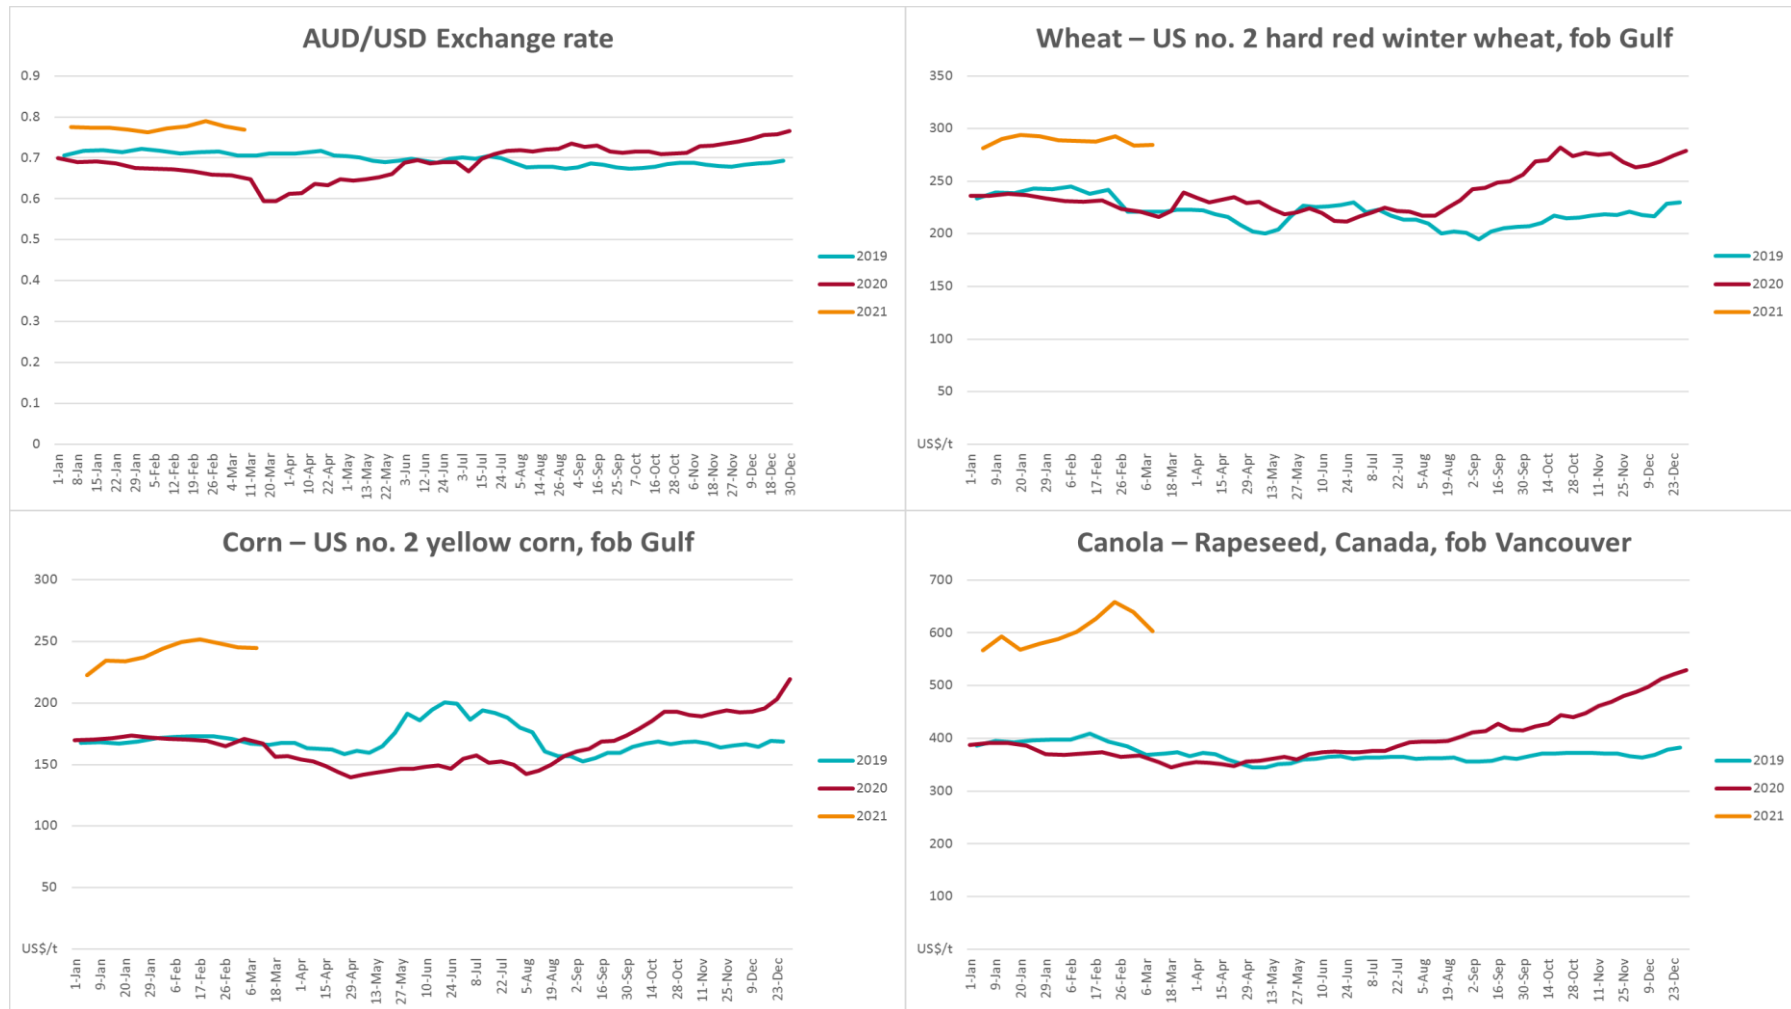 AUD/USD Exchange rate
0.9
0.8
0.7
0.6
0.5
0.4
0.3
0.2
0.1
0
1-Jan
8-Jan
15-Jan
22-Jan
29-Jan
5-Feb
12-Feb
19-Feb
26-Feb
4-Mar
11-Mar
20-Mar
1-Apr
10-Apr
22-Apr
1-May
13-May
22-May
3-Jun
12-Jun
24-Jun
3-Jul
15-Jul
24-Jul
5-Aug
14-Aug
26-Aug
4-Sep
16-Sep
25-Sep
7-Oct
16-Oct
28-Oct
6-Nov
18-Nov
27-Nov
9-Dec
18-Dec
30-Dec
2019
2020
2021
Wheat – US no. 2 hard red winter wheat, fob Gulf
350
300
250
200
150
100
50
US$/t
1-Jan
9-Jan
20-Jan
29-Jan
6-Feb
17-Feb
26-Feb
6-Mar
18-Mar
1-Apr
15-Apr
29-Apr
13-May
27-May
10-Jun
24-Jun
8-Jul
22-Jul
5-Aug
19-Aug
2-Sep
16-Sep
30-Sep
14-Oct
28-Oct
11-Nov
25-Nov
9-Dec
23-Dec
2019
2020
2021
Corn – US no. 2 yellow corn, fob Gulf
300
250
200
150
100
50
US$/t
1-Jan
9-Jan
20-Jan
29-Jan
6-Feb
17-Feb
26-Feb
6-Mar
18-Mar
1-Apr
15-Apr
29-Apr
13-May
27-May
10-Jun
24-Jun
8-Jul
22-Jul
5-Aug
19-Aug
2-Sep
16-Sep
30-Sep
14-Oct
28-Oct
11-Nov
25-Nov
9-Dec
23-Dec
2019
2020
2021
Canola – Rapeseed, Canada, fob Vancouver
700
600
500
400
300
200
100
US$/t
1-Jan
9-Jan
20-Jan
29-Jan
6-Feb
17-Feb
26-Feb
6-Mar
18-Mar
1-Apr
15-Apr
29-Apr
13-May
27-May
10-Jun
24-Jun
8-Jul
22-Jul
5-Aug
19-Aug
2-Sep
16-Sep
30-Sep
14-Oct
28-Oct
11-Nov
25-Nov
9-Dec
23-Dec
2019
2020
2021